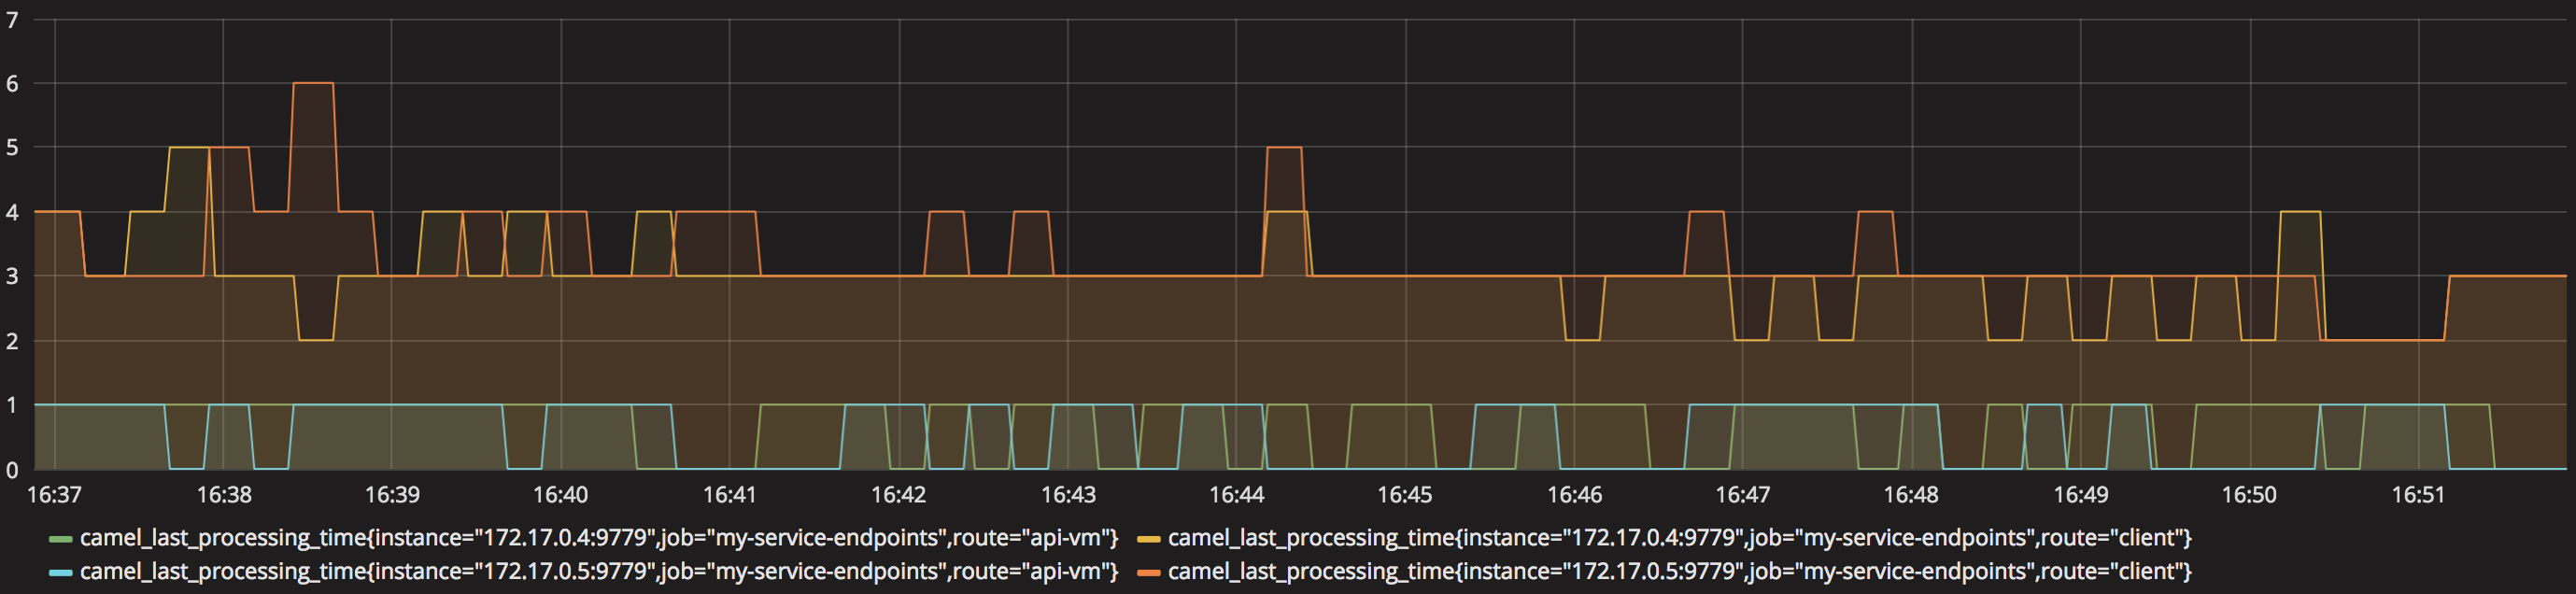 7
6
5
4
3
2
1
0
16:37 16:38 16:39 16:40 16:41 16:42 16:43 16:44 16:45 16:46 16:47 16:48 16:49 16:50 16:51
camel_last_processing_time{instance="172.17.0.4:9779",job="my-service-endpoints",route="api-vm"} camel_last_processing_time{instance="172.17.0.4:9779",job="my-service-endpoints",route="client"}
camel_last_processing_time{instance="172.17.0.5:9779",job="my-service-endpoints",route="api-vm"} camel_last_processing_time{instance="172.17.0.5:9779",job="my-service-endpoints",route="client"}